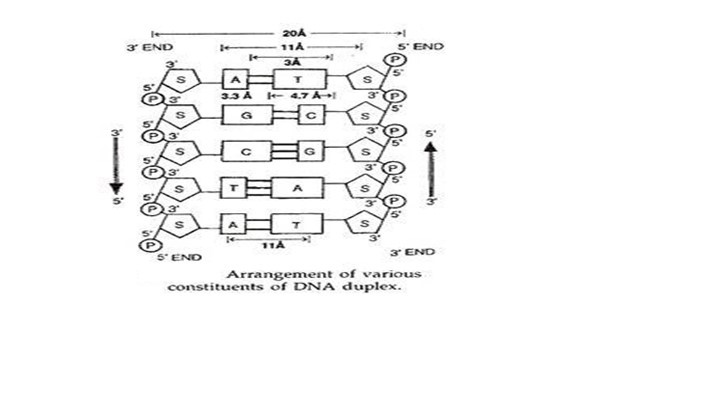 20Å
3' END 11Å 5' END
3Å
3' P
S A T S 5'
5' P 3' 3.3 Å 4.7 Å 3' P
S G C S 5'
5' P 3' 3' P
3' S C G S 5' 5'
5' P 3' 3' P
5' S T A S 5' 3'
5' P 3' 3' P
S A T S 5'
5' P 11Å 3'
5' END 3' END
Arrangement of various
constituents of DNA duplex.